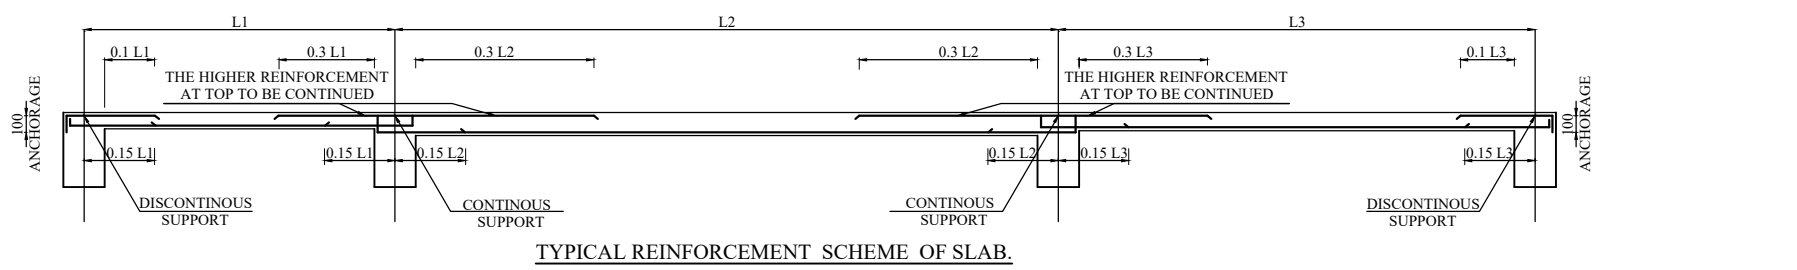 L1
L2
L3
0.1 L1
0.3 L1
0.3 L2
0.3 L2
0.3 L3
0.1 L3
THE HIGHER REINFORCEMENT
AT TOP TO BE CONTINUED
THE HIGHER REINFORCEMENT
AT TOP TO BE CONTINUED
100
ANCHORAGE
100
ANCHORAGE
0.15 L1
0.15 L1
0.15 L2
0.15 L2
0.15 L3
0.15 L3
DISCONTINOUS
SUPPORT
CONTINOUS
SUPPORT
CONTINOUS
SUPPORT
DISCONTINOUS
SUPPORT
TYPICAL REINFORCEMENT SCHEME OF SLAB.